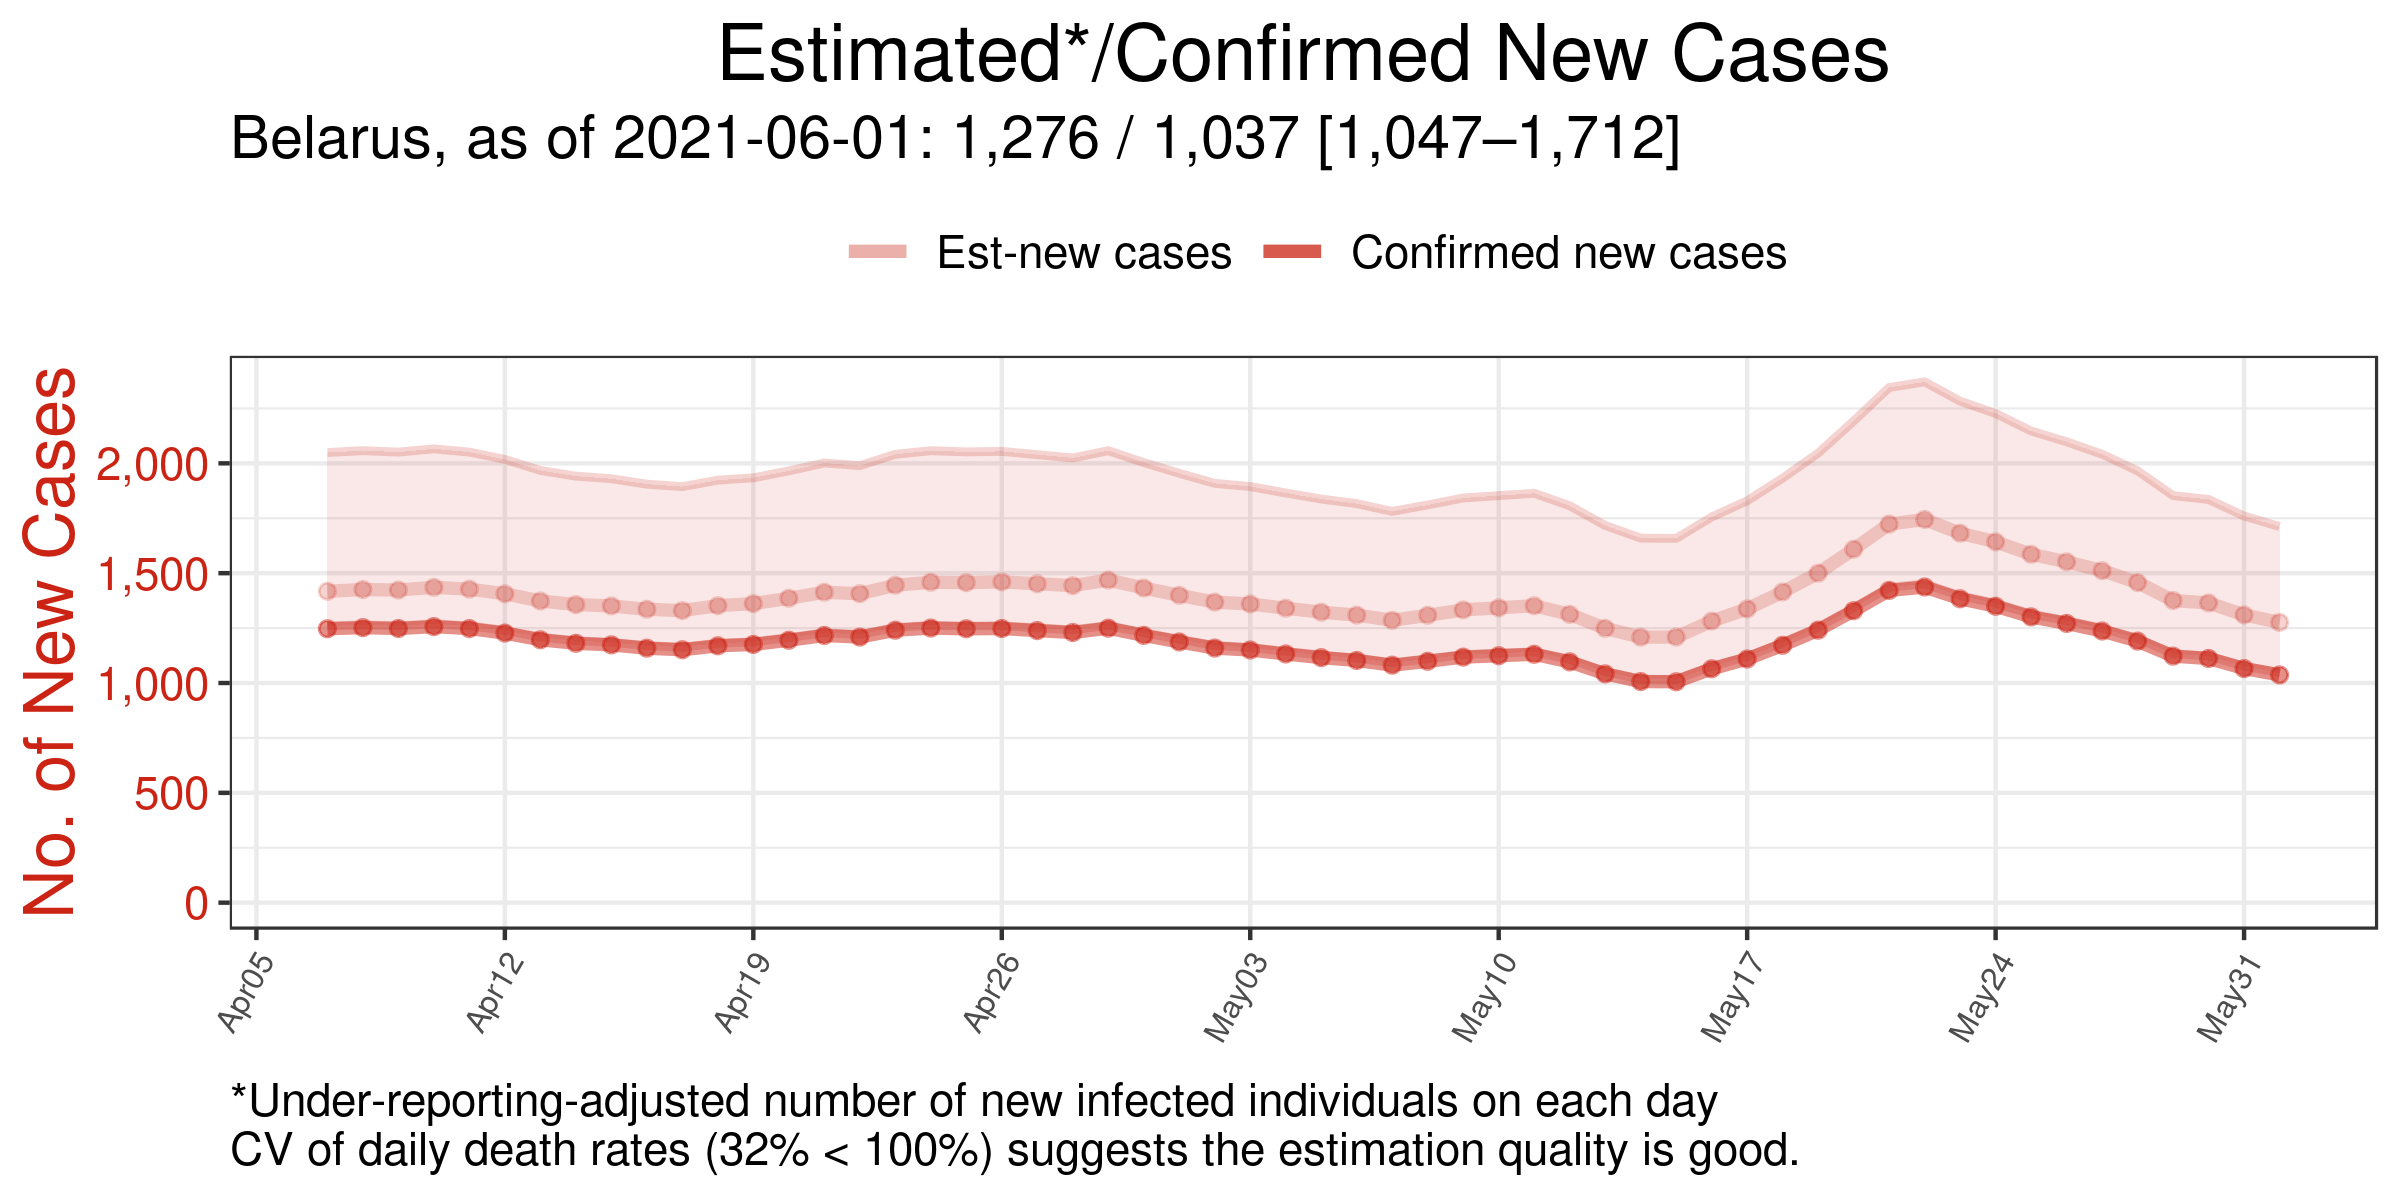 Estimated*/Confirmed New Cases
Belarus, as of 2021-06-01: 1,276 / 1,037 [1,047–1,712]
Est-new cases
Confirmed new cases
No. of New Cases
2,000
1,500
1,000
500
0
Apr05
Apr12
Apr19
Apr26
May03
May10
May17
May24
May31
*Under-reporting-adjusted number of new infected individuals on each day
CV of daily death rates (32% < 100%) suggests the estimation quality is good.